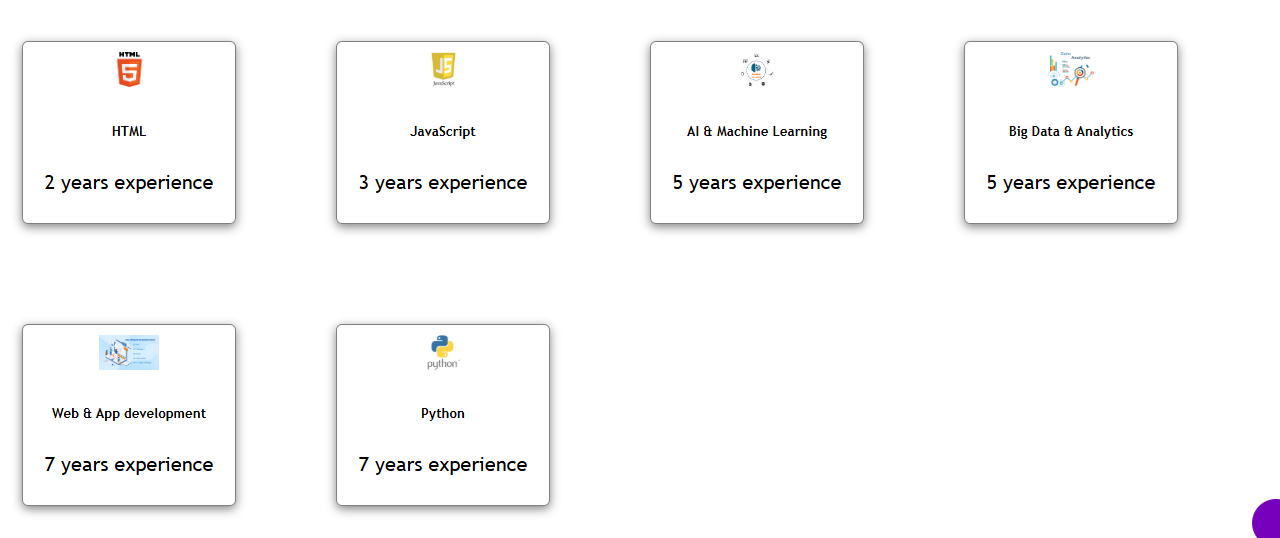 HTML
5
HTML
2 years experience
JS
JavaScript
JavaScript
3 years experience
AI & Machine Learning
5 years experience
Data
Analytics
Big Data & Analytics
5 years experience
Web & App development
7 years experience
python
Python
7 years experience